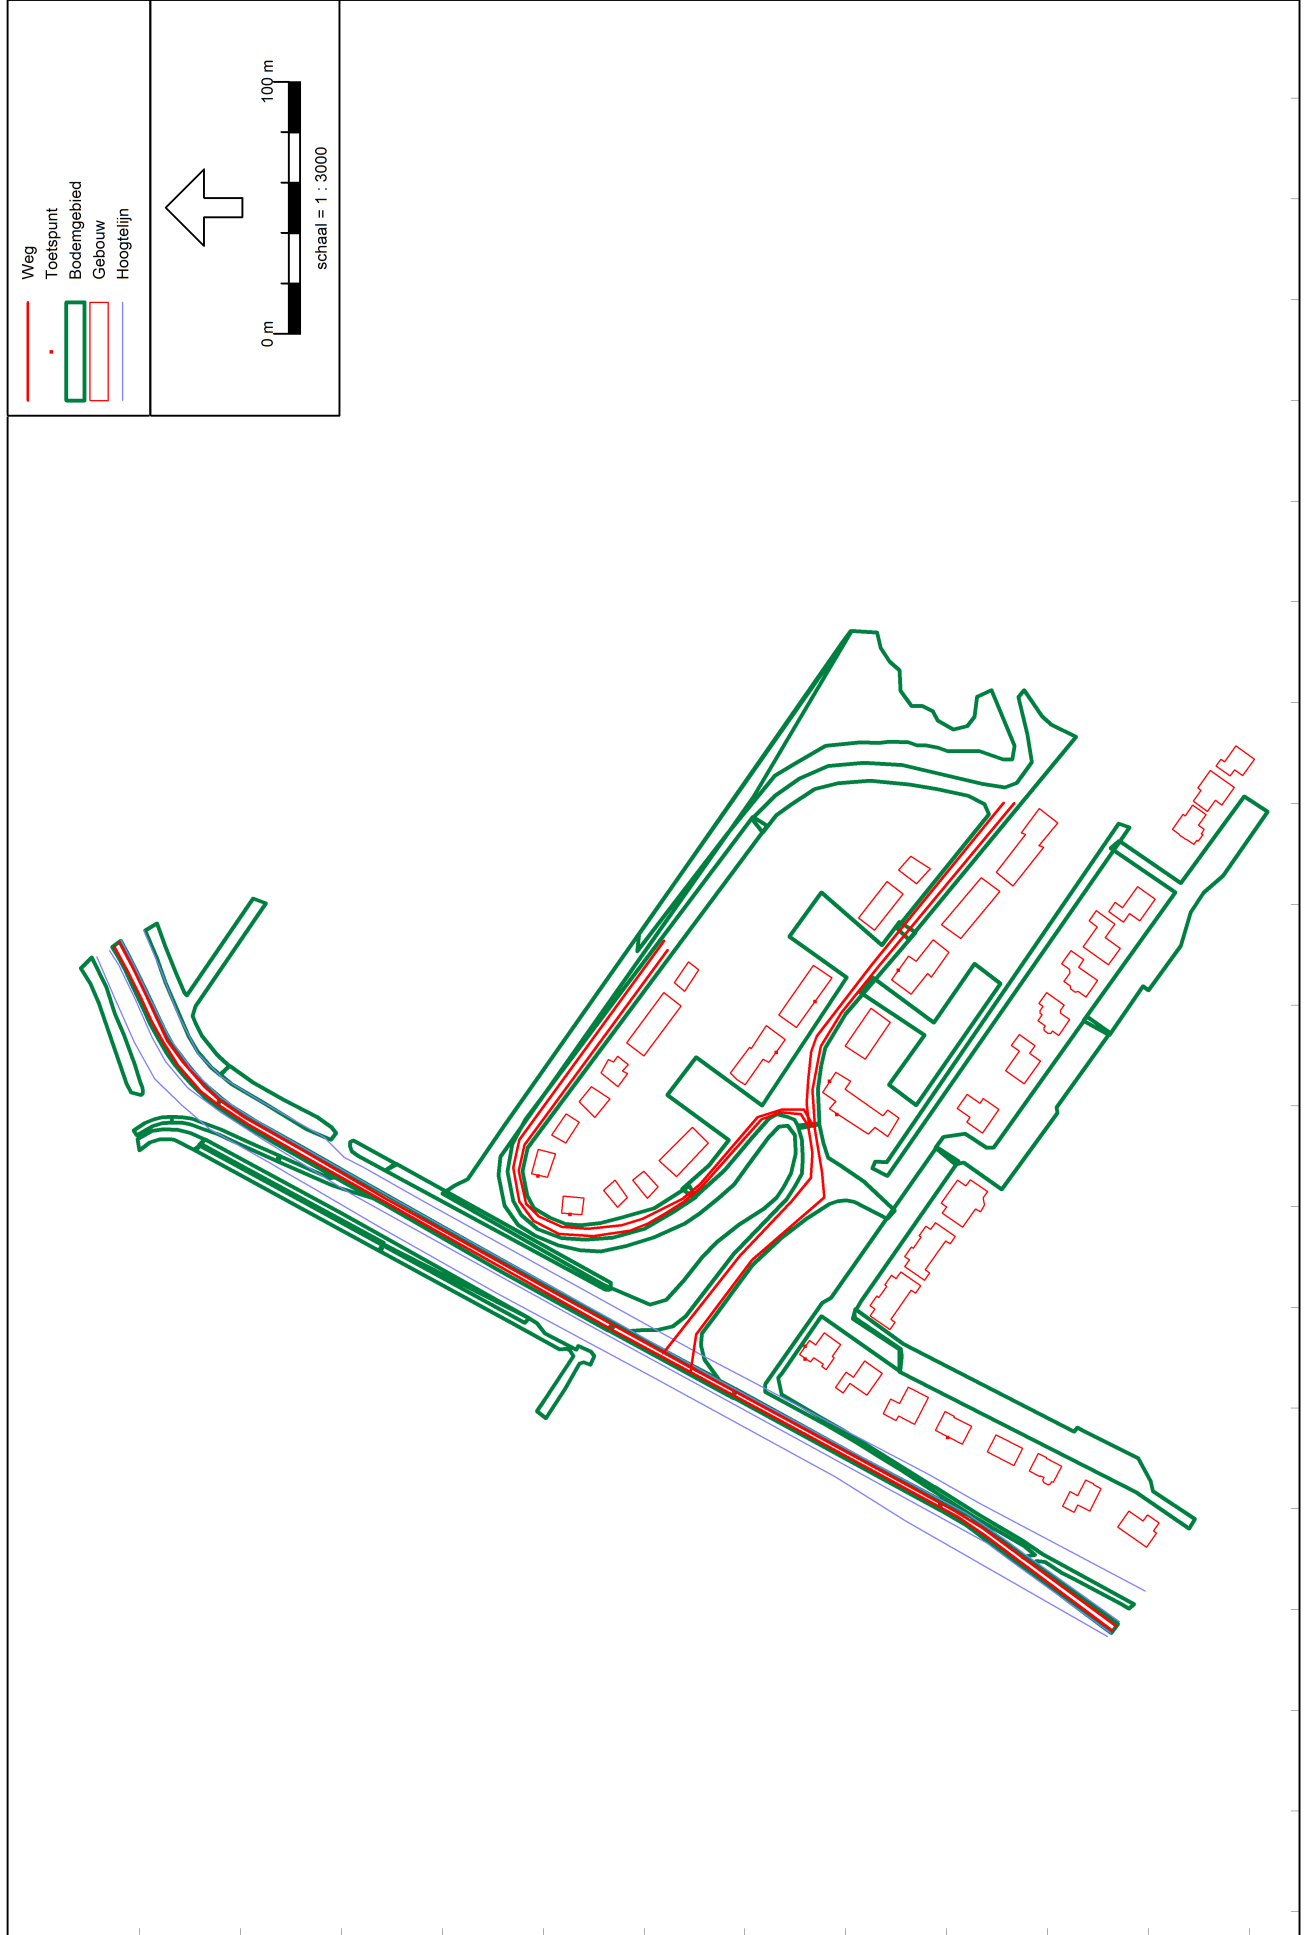 Weg
Toetspunt
Bodemgebied
Gebouw
Hoogtelijn
0 m 100 m
schaal = 1 : 3000